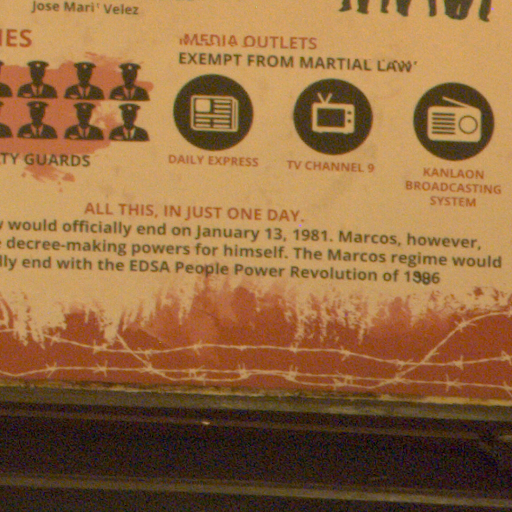 Jose Mari' Velez
IES
MEDIA OUTLETS
EXEMPT FROM MARTIAL LAW'
TY GUARDS
DAILY EXPRESS
TV CHANNEL 9
KANLAON
BROADCASTING
SYSTEM
ALL THIS, IN JUST ONE DAY.
w would officially end on January 13, 1981. Marcos, however,
e decree-making powers for himself. The Marcos regime would
lly end with the EDSA People Power Revolution of 1986